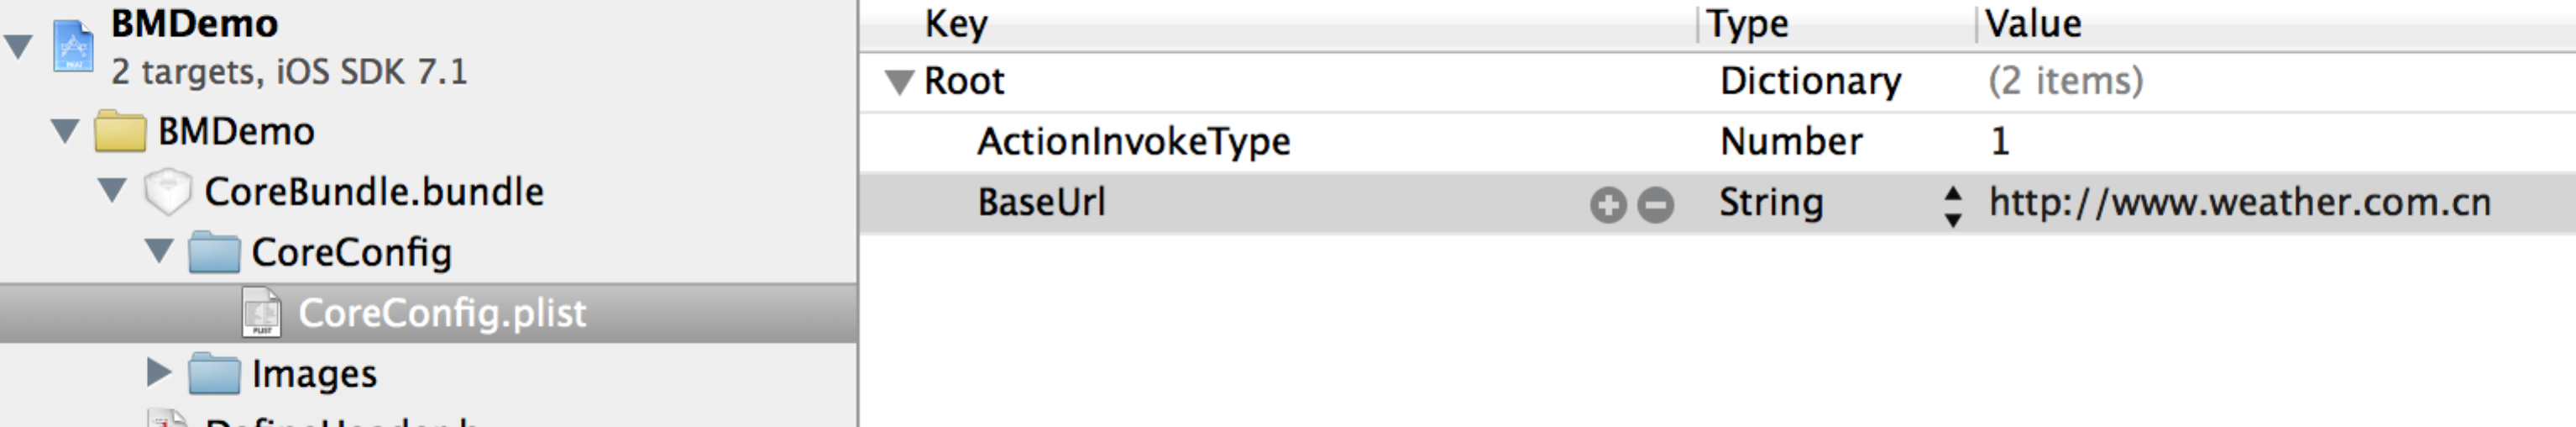 BMDemo
2 targets, iOS SDK 7.1
BMDemo
CoreBundle.bundle
CoreConfig
CoreConfig.plist
Images
DefineHeader.h
Key Type Value
Root Dictionary (2 items)
ActionInvokeType Number 1
BaseUrl String http://www.weather.com.cn